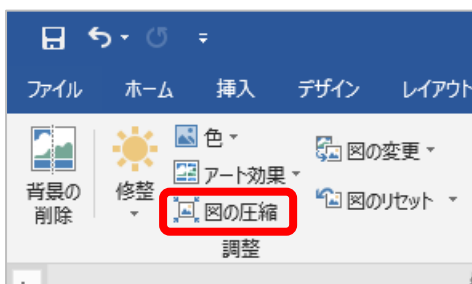 ファイル ホーム 挿入 デザイン レイアウト
背景の
削除
修整
色
アート効果
図の圧縮
図の変更
図のリセット
調整